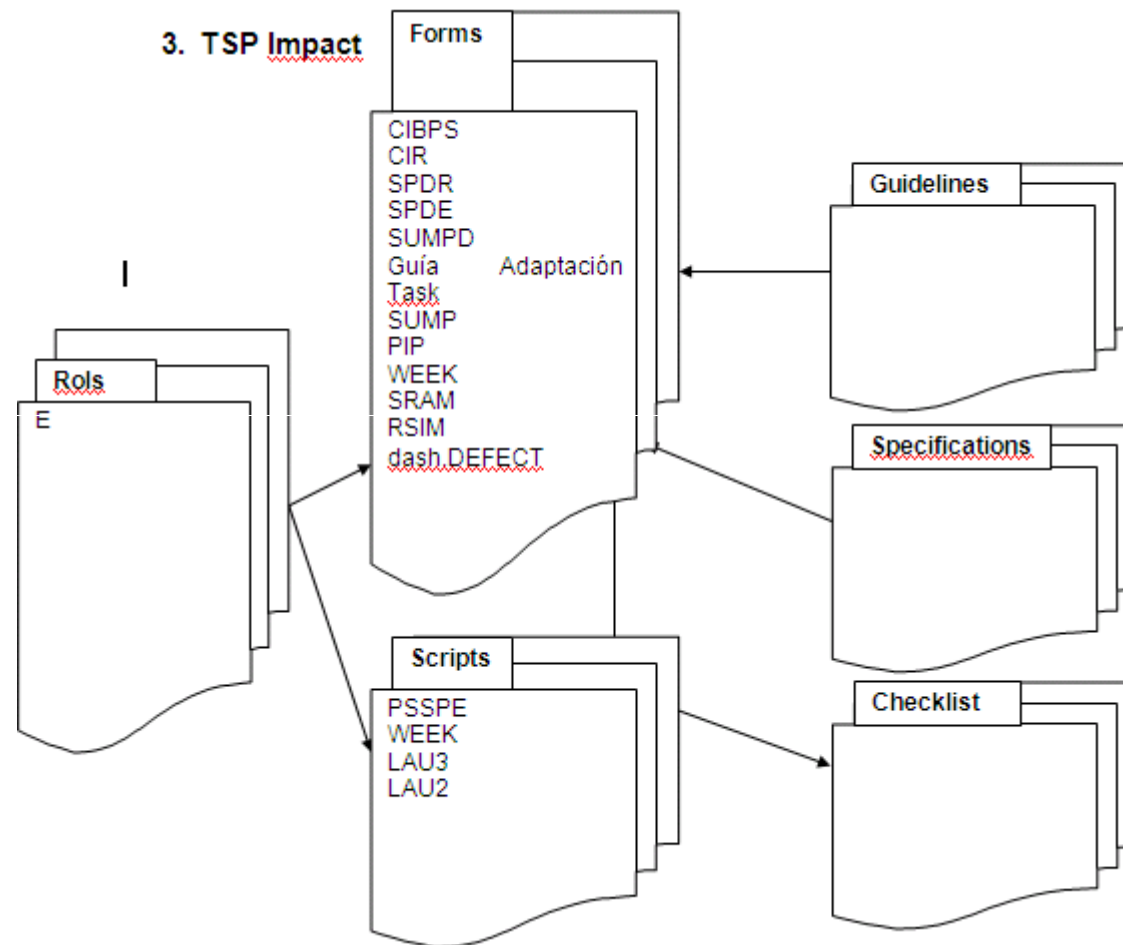 3. TSP Impact
Forms
CIBPS
CIR
SPDR
SPDE
SUMPD
Guía Adaptación
Task
SUMP
PIP
WEEK
SRAM
RSIM
dash.DEFECT
Guidelines
I
Rols
E
Specifications
Scripts
PSSPE
WEEK
LAU3
LAU2
Checklist